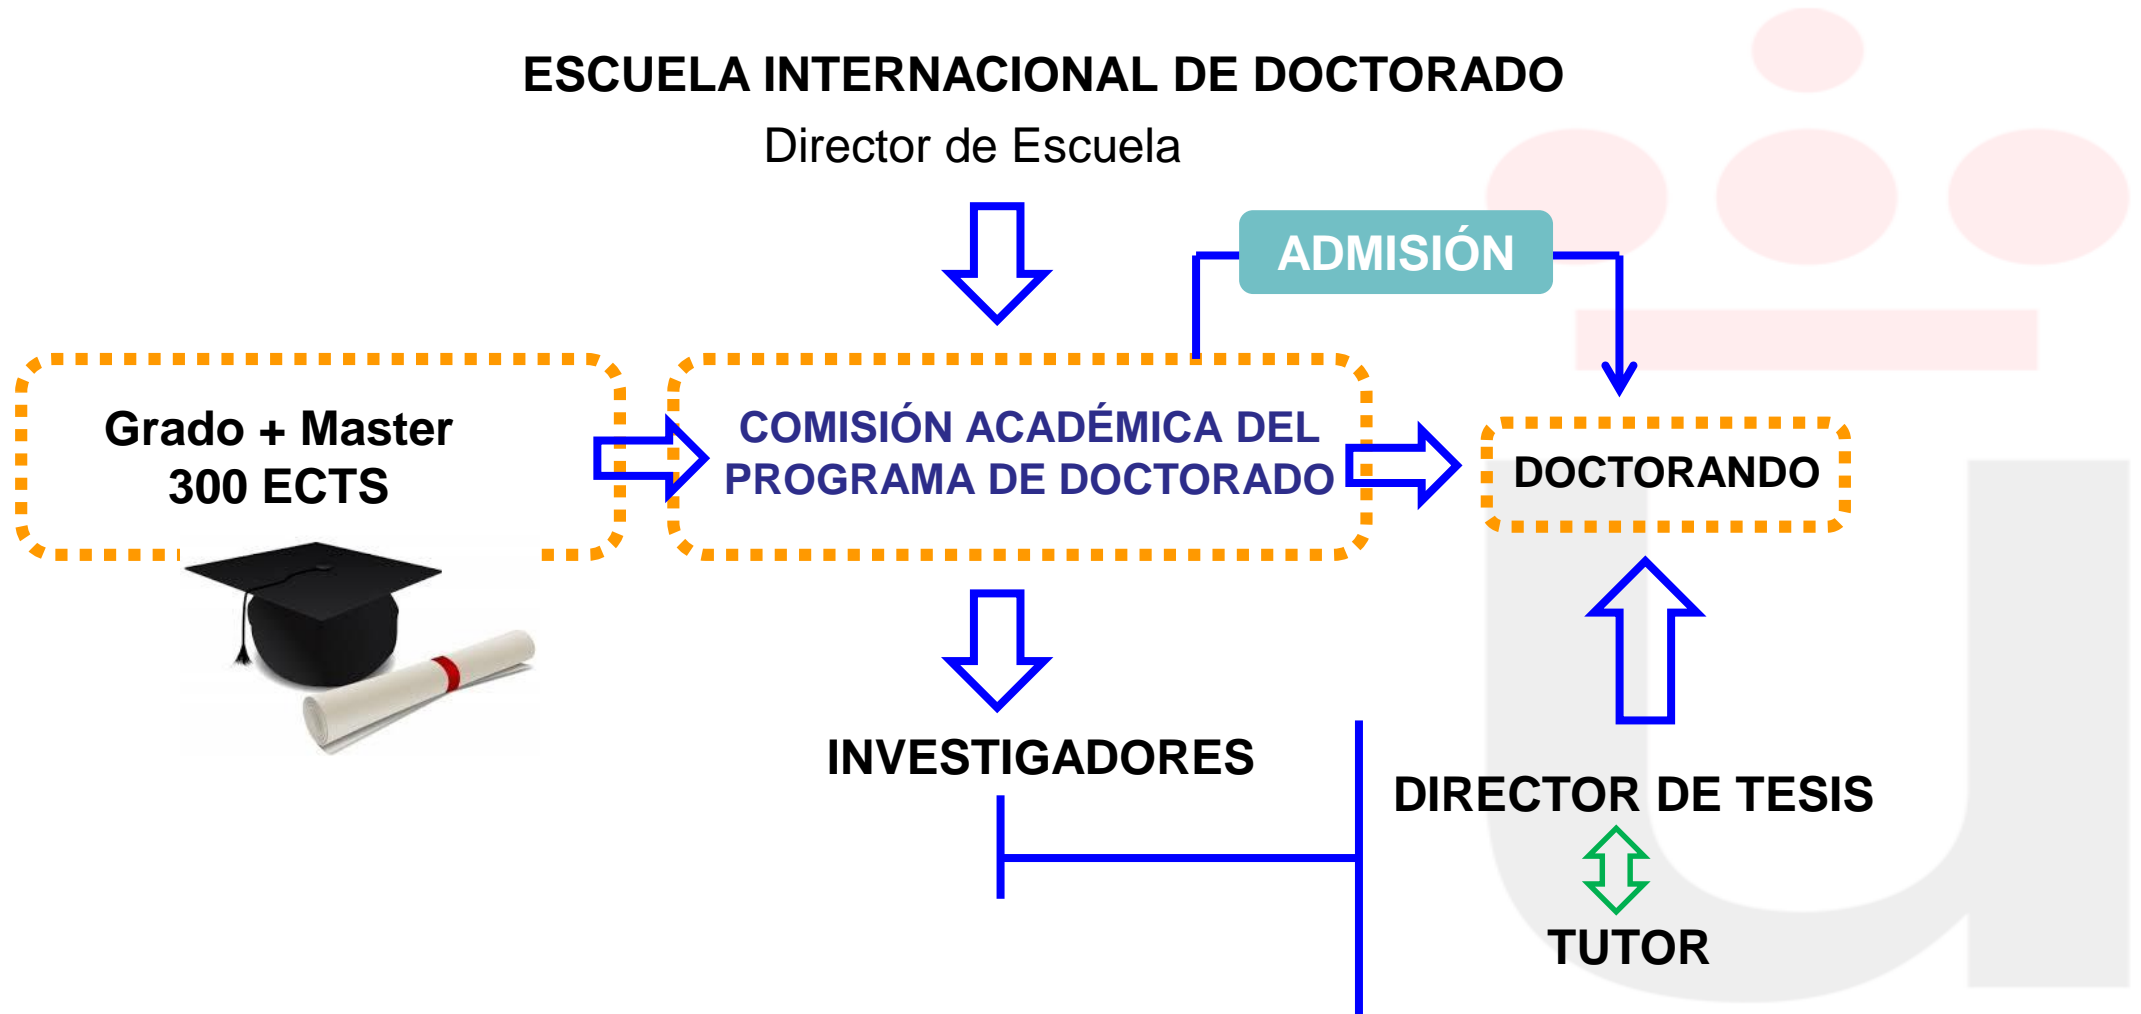 ESCUELA INTERNACIONAL DE DOCTORADO
Director de Escuela
ADMISIÓN
Grado + Master
300 ECTS
COMISIÓN ACADÉMICA DEL
PROGRAMA DE DOCTORADO
DOCTORANDO
INVESTIGADORES
DIRECTOR DE TESIS
TUTOR